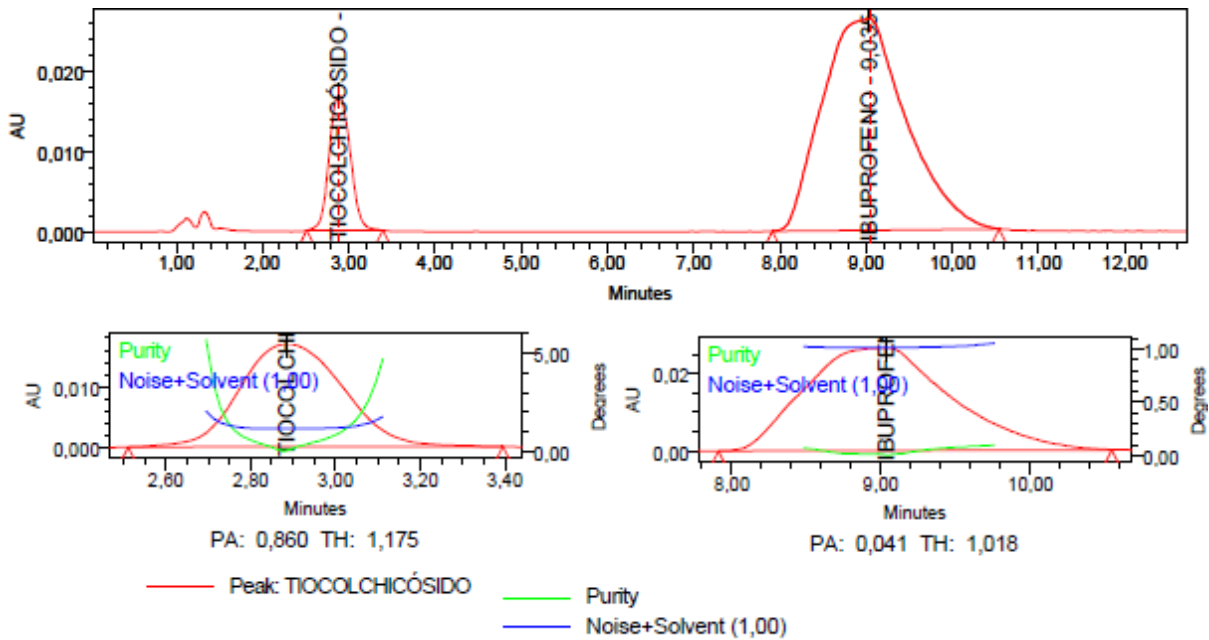 AU
0,020
0,010
0,000
TIOCOLCHICÓSIDO -
IBUPROFENO - 9,035
1,00 2,00 3,00 4,00 5,00 6,00 7,00 8,00 9,00 10,00 11,00 12,00
Minutes
Purity
Noise+Solvent (1,00)
AU
0,010
0,000
TIOCOLCHI
5,00
0,00
Degrees
2,60 2,80 3,00 3,20 3,40
Minutes
PA: 0,860 TH: 1,175
Purity
Noise+Solvent (1,00)
AU
0,02
0,00
IBUPROFEN
1,00
0,50
0,00
Degrees
8,00 9,00 10,00
Minutes
PA: 0,041 TH: 1,018
Peak: TIOCOLCHICÓSIDO
Purity
Noise+Solvent (1,00)